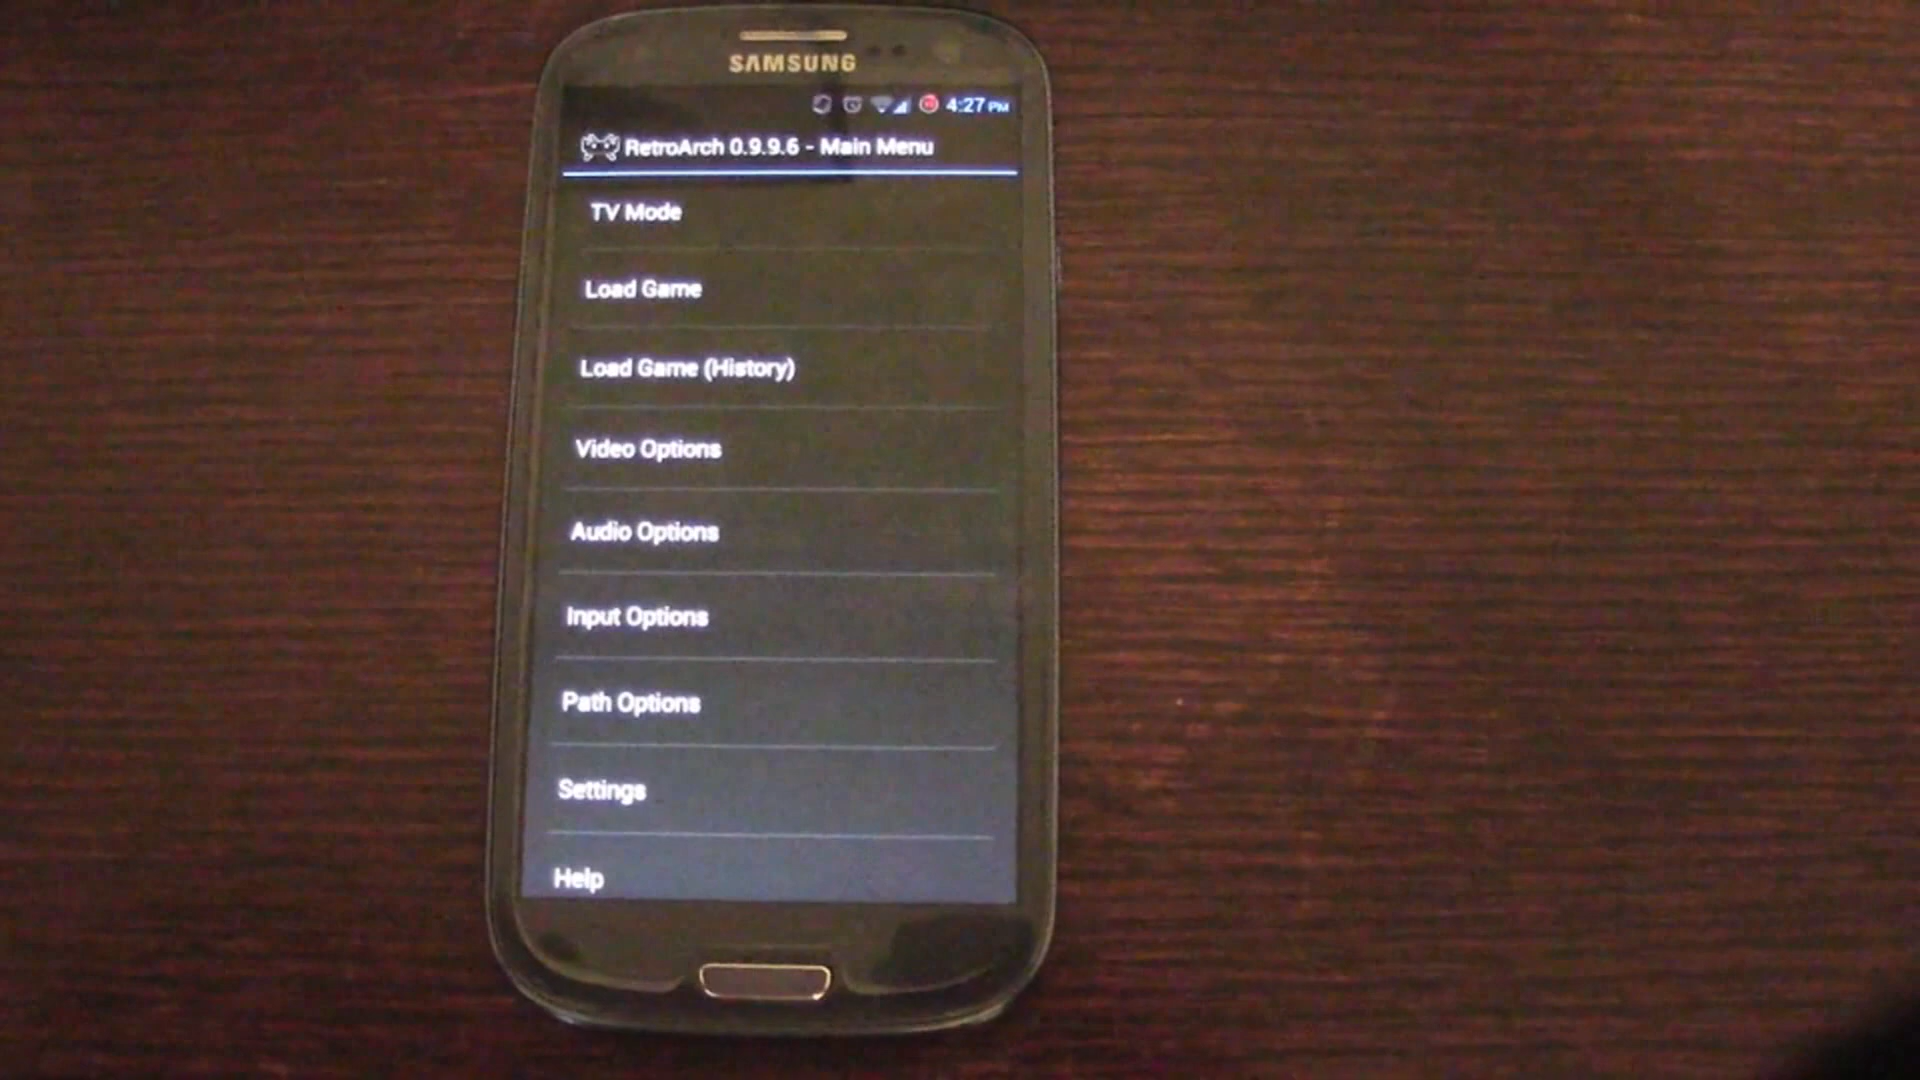 SAMSUNG
4:27 PM
RetroArch 0.9.9.6 - Main Menu
TV Mode
Load Game
Load Game (History)
Video Options
Audio Options
Input Options
Path Options
Settings
Help